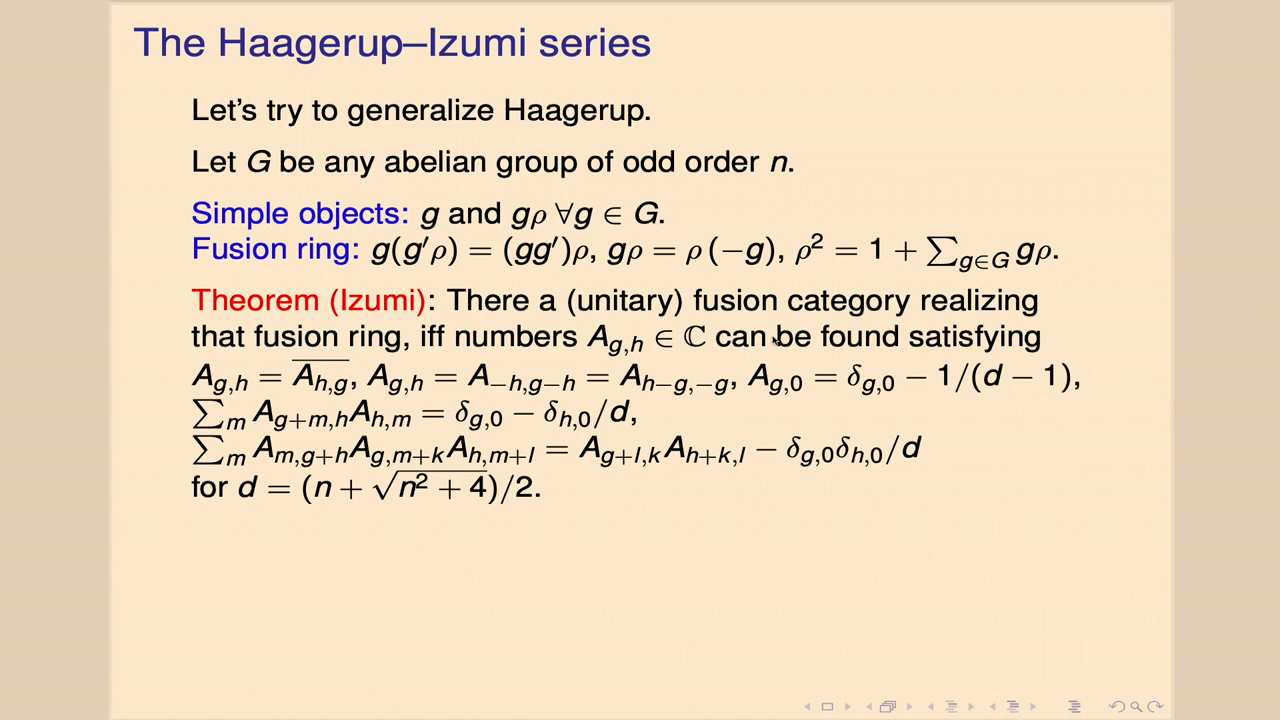 The Haagerup–Izumi series
Let's try to generalize Haagerup.
Let G be any abelian group of odd order n.
Simple objects: g and gρ ∀g ∈ G.
Fusion ring: g(g′ρ) = (gg′)ρ, gρ = ρ (−g), ρ² = 1 + ∑_{g∈G} gρ.
Theorem (Izumi): There a (unitary) fusion category realizing
that fusion ring, iff numbers A_{g,h} ∈ ℂ can be found satisfying
A_{g,h} = \overline{A_{h,g}}, A_{g,h} = A_{−h,g−h} = A_{h−g,−g}, A_{g,0} = δ_{g,0} − 1/(d − 1),
∑_m A_{g+m,h}A_{h,m} = δ_{g,0} − δ_{h,0}/d,
∑_m A_{m,g+h}A_{g,m+k}A_{h,m+l} = A_{g+l,k}A_{h+k,l} − δ_{g,0}δ_{h,0}/d
for d = (n + √(n² + 4))/2.